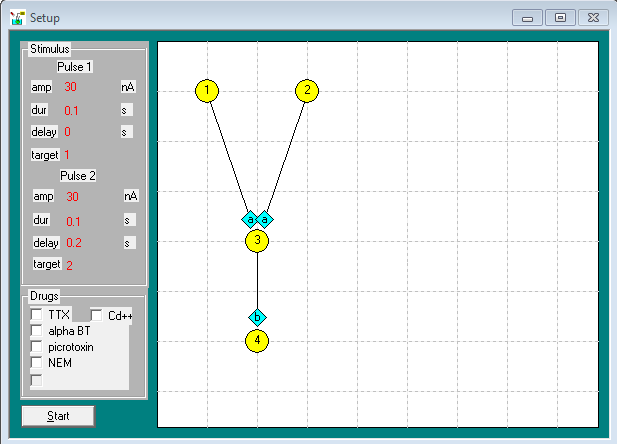 Setup
Stimulus
Pulse 1
amp 30 nA
dur 0.1 s
delay 0 s
target 1
Pulse 2
amp 30 nA
dur 0.1 s
delay 0.2 s
target 2
Drugs
TTX Cd++
alpha BT
picrotoxin
NEM
Start
1 2
a a
3
b
4